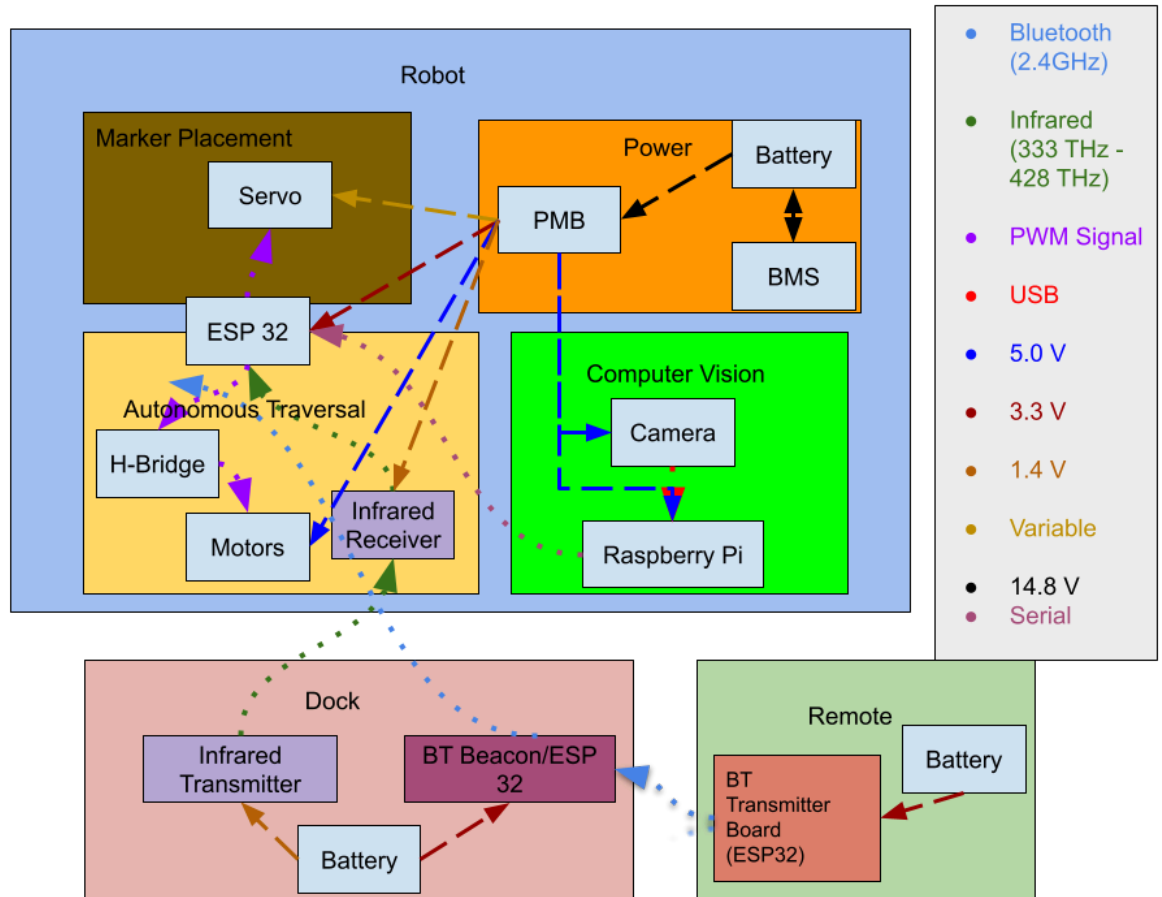 Robot
Marker Placement
Servo
Power
Battery
PMB
BMS
ESP 32
Autonomous Traversal
H-Bridge
Motors
Infrared
Receiver
Computer Vision
Camera
Raspberry Pi
Bluetooth
(2.4GHz)
Infrared
(333 THz -
428 THz)
PWM Signal
USB
5.0 V
3.3 V
1.4 V
Variable
14.8 V
Serial
Dock
Infrared
Transmitter
BT Beacon/ESP
32
Battery
Remote
Battery
BT
Transmitter
Board
(ESP32)